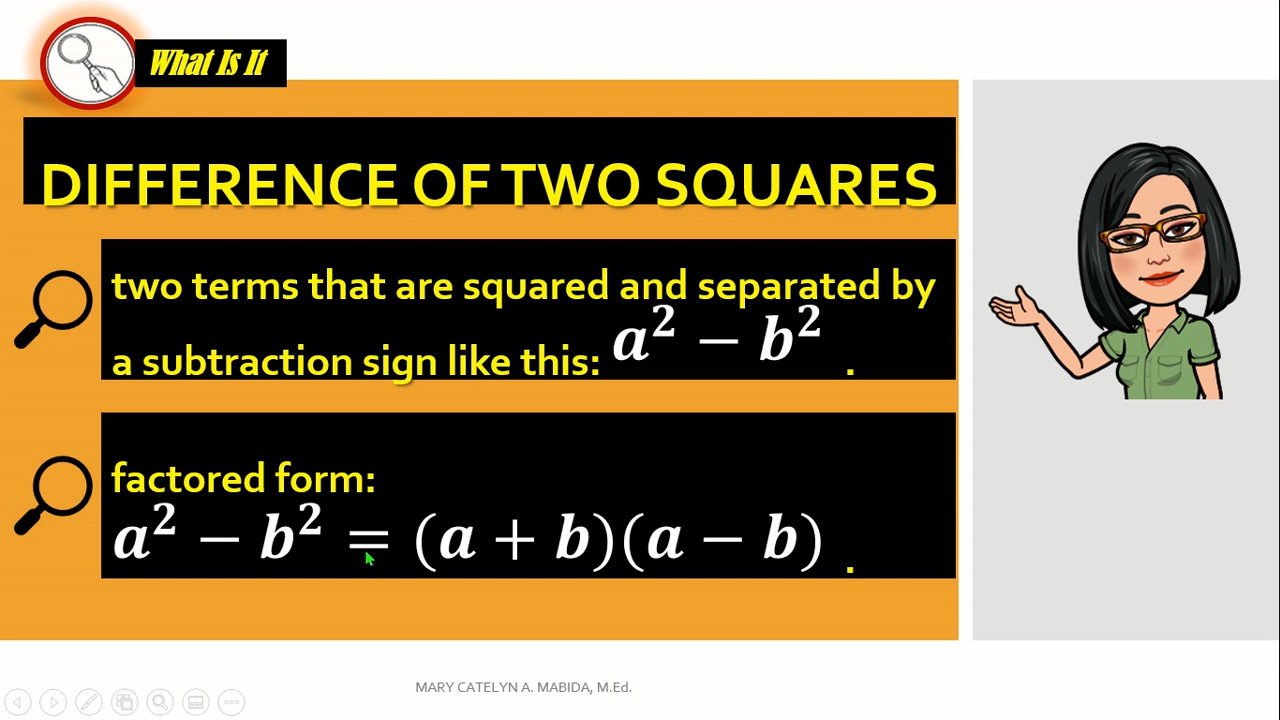 What Is It
DIFFERENCE OF TWO SQUARES
two terms that are squared and separated by
a subtraction sign like this: a² − b² .
factored form:
a² − b² = (a + b)(a − b) .
MARY CATELYN A. MABIDA, M.Ed.